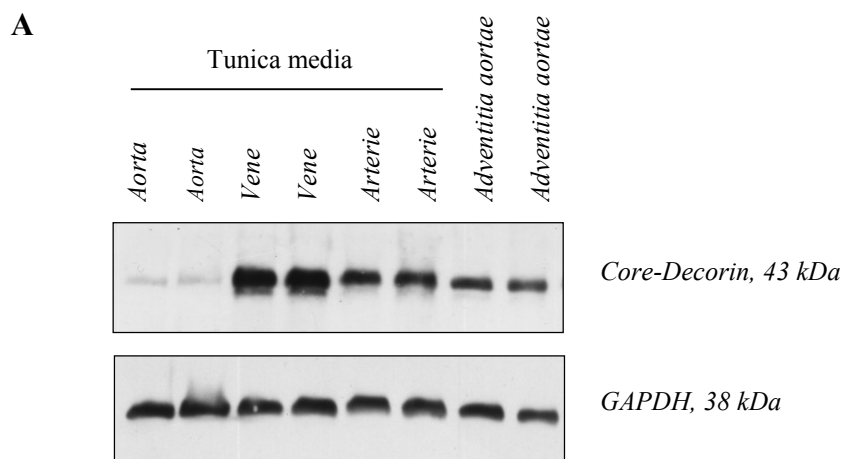 A
Tunica media
Aorta
Aorta
Vene
Vene
Arterie
Arterie
Adventitia aortae
Adventitia aortae
Core-Decorin, 43 kDa
GAPDH, 38 kDa